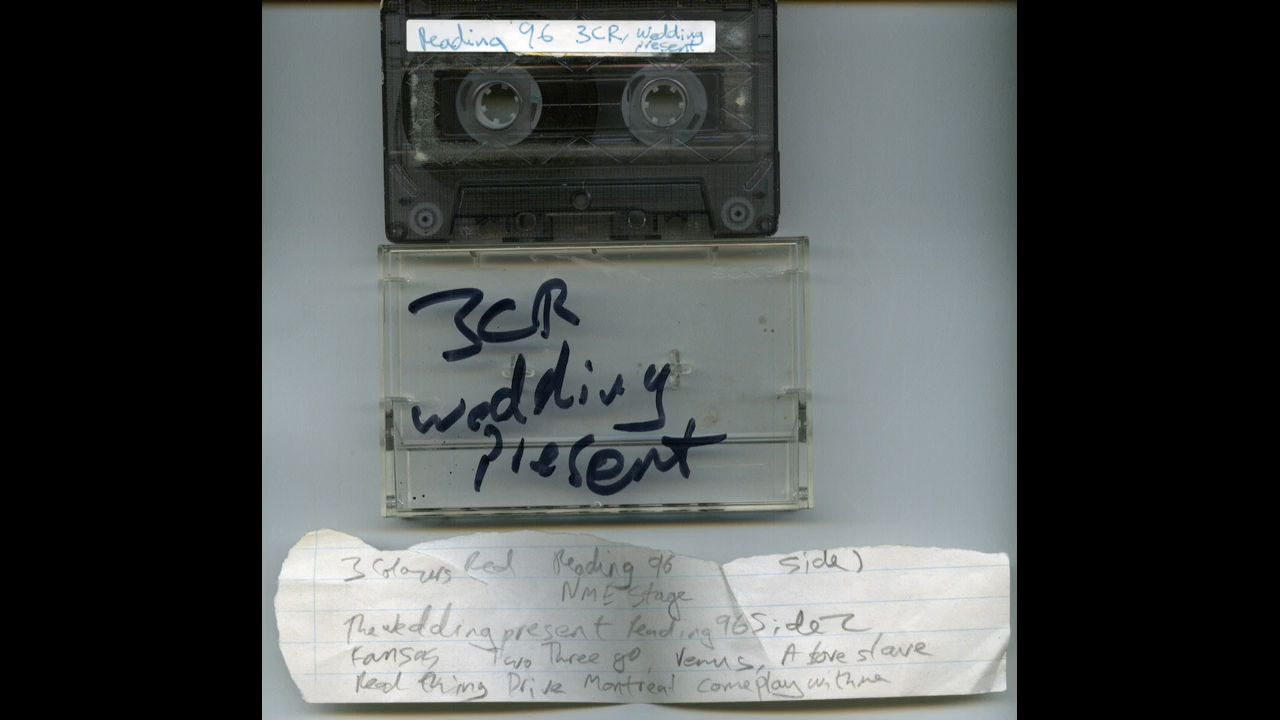 Reading '96 3CR, Wedding
present
3CR
wedding
Present
3 Colours Red Reading 96 side 1
NME Stage
The wedding present Reading 96 Side 2
Kansas Two Three go, Venus, A slave
Real thing Drive Montreal come play with me